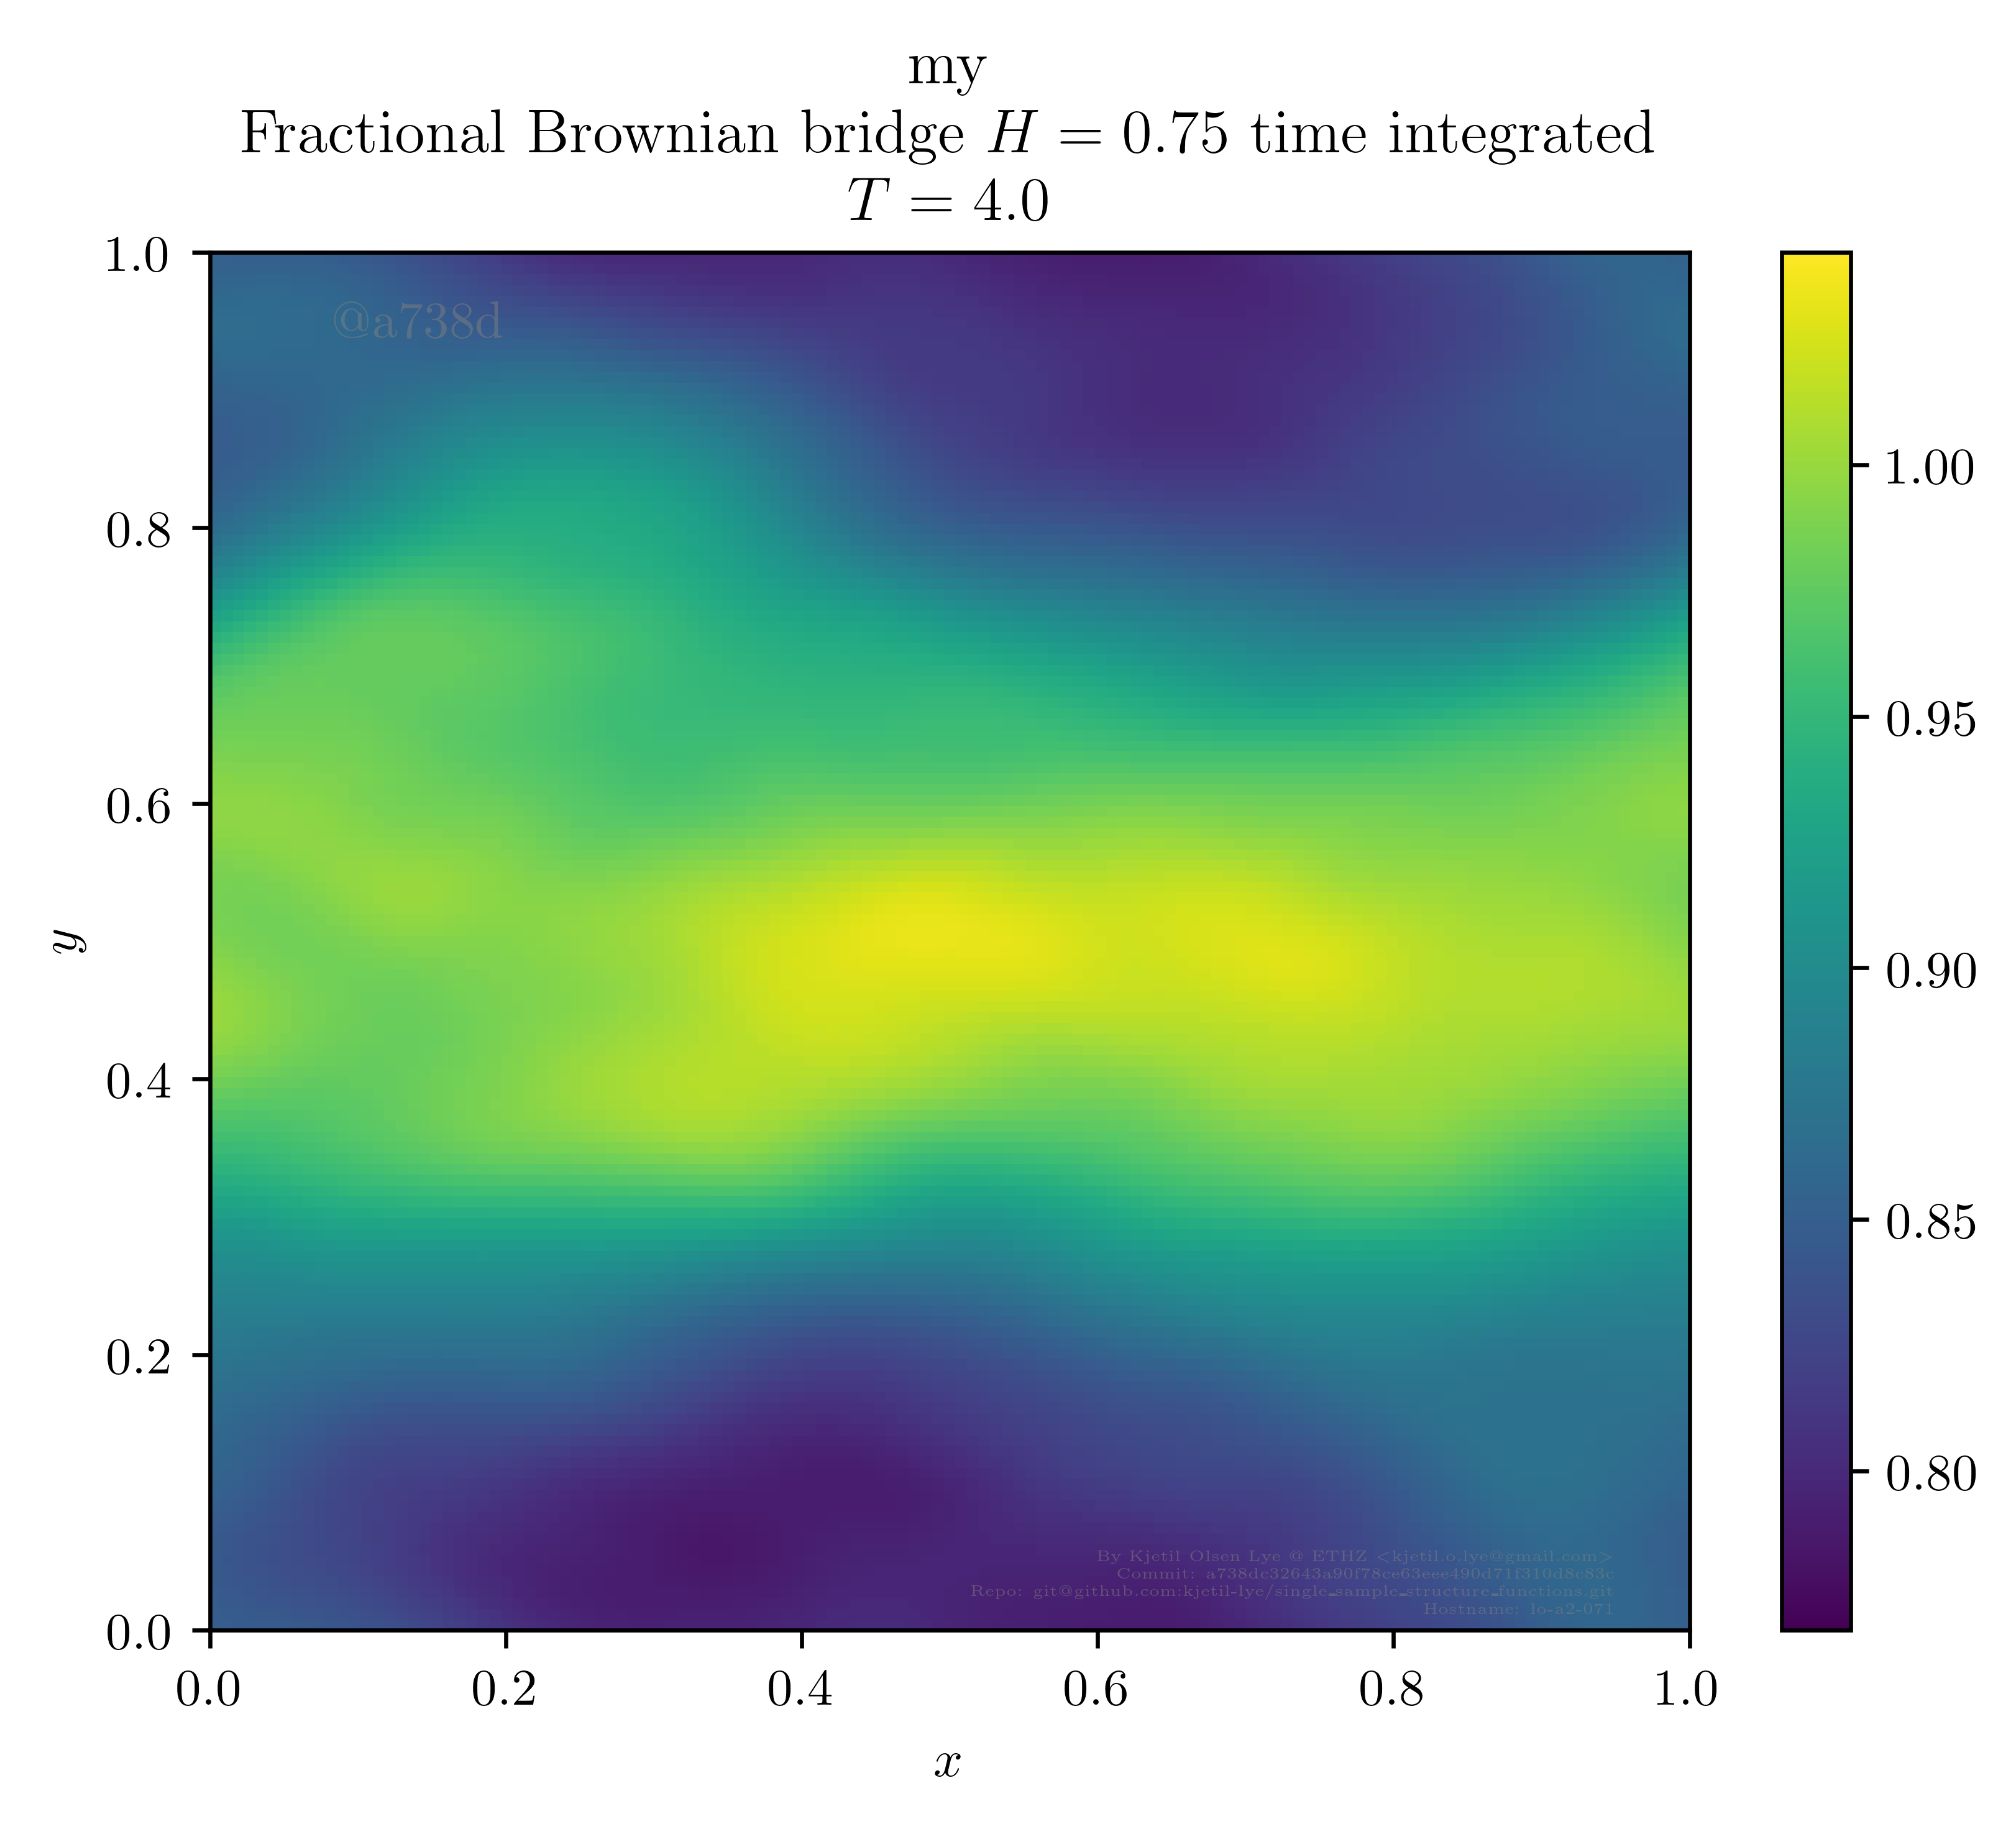 my
Fractional Brownian bridge H = 0.75 time integrated
T = 4.0
1.0
0.8
0.6
0.4
0.2
0.0
y
0.0 0.2 0.4 0.6 0.8 1.0
x
1.00
0.95
0.90
0.85
0.80
@a738d
By Kjetil Olsen Lye @ ETHZ <kjetil.o.lye@gmail.com>
Commit: a738dc32643a90f78ce63eee490d71f310d8c83c
Repo: git@github.com:kjetil-lye/single_sample_structure_functions.git
Hostname: lo-a2-071